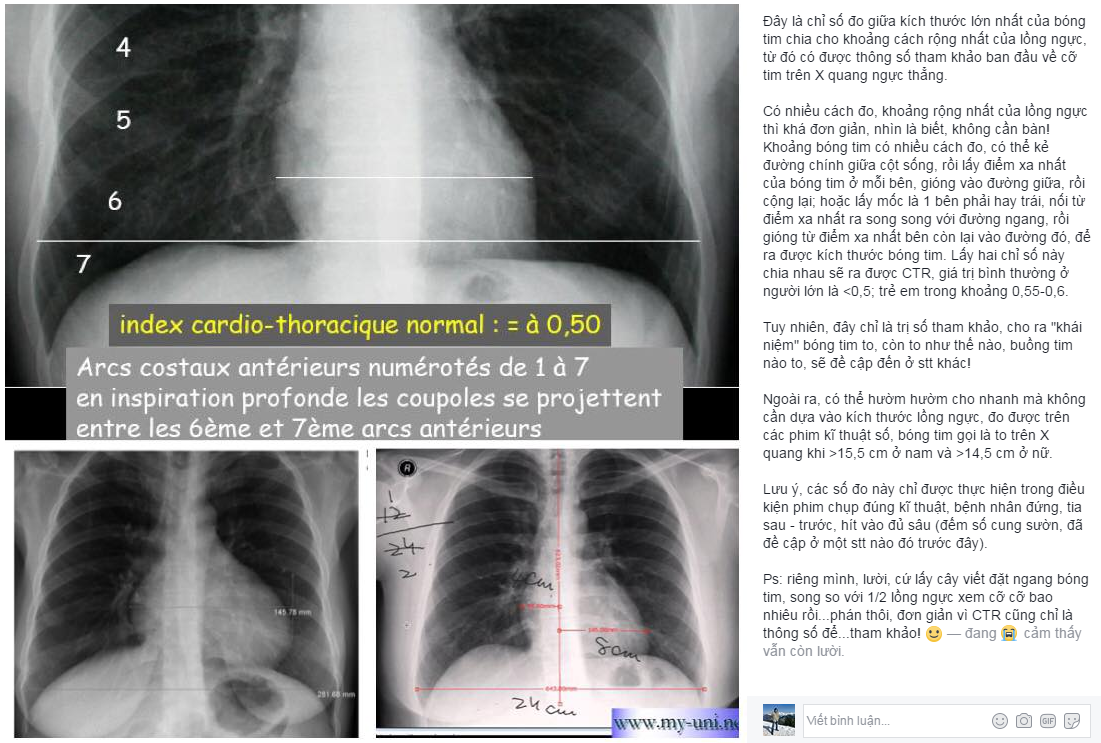 4
5
6
7
index cardio-thoracique normal : = à 0,50
Arcs costaux antérieurs numérotés de 1 à 7
en inspiration profonde les coupoles se projettent
entre les 6ème et 7ème arcs antérieurs
145.78 mm
281.68 mm
R
1
12
24
2
4cm
8cm
24cm
www.my-uni.ne
Đây là chỉ số đo giữa kích thước lớn nhất của bóng
tim chia cho khoảng cách rộng nhất của lồng ngực,
từ đó có được thông số tham khảo ban đầu về cỡ
tim trên X quang ngực thẳng.
Có nhiều cách đo, khoảng rộng nhất của lồng ngực
thì khá đơn giản, nhìn là biết, không cần bàn!
Khoảng bóng tim có nhiều cách đo, có thể kẻ
đường chính giữa cột sống, rồi lấy điểm xa nhất
của bóng tim ở mỗi bên, gióng vào đường giữa, rồi
cộng lại; hoặc lấy mốc là 1 bên phải hay trái, nối từ
điểm xa nhất ra song song với đường ngang, rồi
gióng từ điểm xa nhất bên còn lại vào đường đó, để
ra được kích thước bóng tim. Lấy hai chỉ số này
chia nhau sẽ ra được CTR, giá trị bình thường ở
người lớn là <0,5; trẻ em trong khoảng 0,55-0,6.
Tuy nhiên, đây chỉ là trị số tham khảo, cho ra "khái
niệm" bóng tim to, còn to như thế nào, buồng tim
nào to, sẽ đề cập đến ở stt khác!
Ngoài ra, có thể hườm hườm cho nhanh mà không
cần dựa vào kích thước lồng ngực, đo được trên
các phim kĩ thuật số, bóng tim gọi là to trên X
quang khi >15,5 cm ở nam và >14,5 cm ở nữ.
Lưu ý, các số đo này chỉ được thực hiện trong điều
kiện phim chụp đúng kĩ thuật, bệnh nhân đứng, tia
sau - trước, hít vào đủ sâu (đếm số cung sườn, đã
đề cập ở một stt nào đó trước đây).
Ps: riêng mình, lười, cứ lấy cây viết đặt ngang bóng
tim, song so với 1/2 lồng ngực xem cỡ cỡ bao
nhiêu rồi...phán thôi, đơn giản vì CTR cũng chỉ là
thông số để...tham khảo! — đang cảm thấy
vẫn còn lười.
Viết bình luận...
GIF